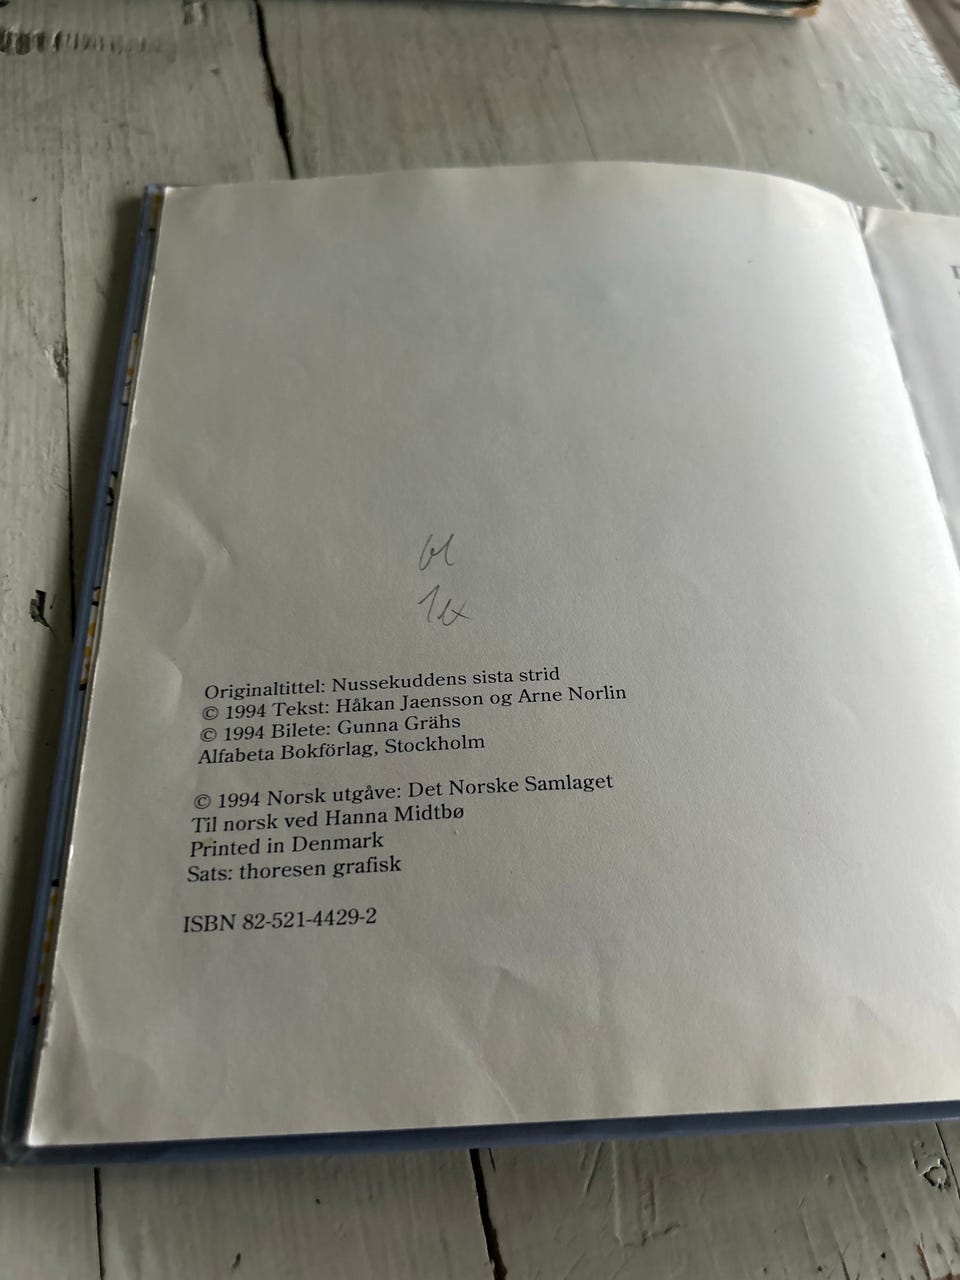 bl
1ex
Originaltittel: Nussekuddens sista strid
© 1994 Tekst: Håkan Jaensson og Arne Norlin
© 1994 Bilete: Gunna Grähs
Alfabeta Bokförlag, Stockholm
© 1994 Norsk utgåve: Det Norske Samlaget
Til norsk ved Hanna Midtbø
Printed in Denmark
Sats: thoresen grafisk
ISBN 82-521-4429-2